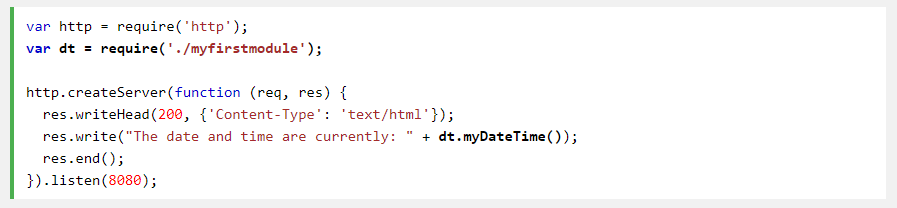 var http = require('http');
var dt = require('./myfirstmodule');
http.createServer(function (req, res) {
  res.writeHead(200, {'Content-Type': 'text/html'});
  res.write("The date and time are currently: " + dt.myDateTime());
  res.end();
}).listen(8080);